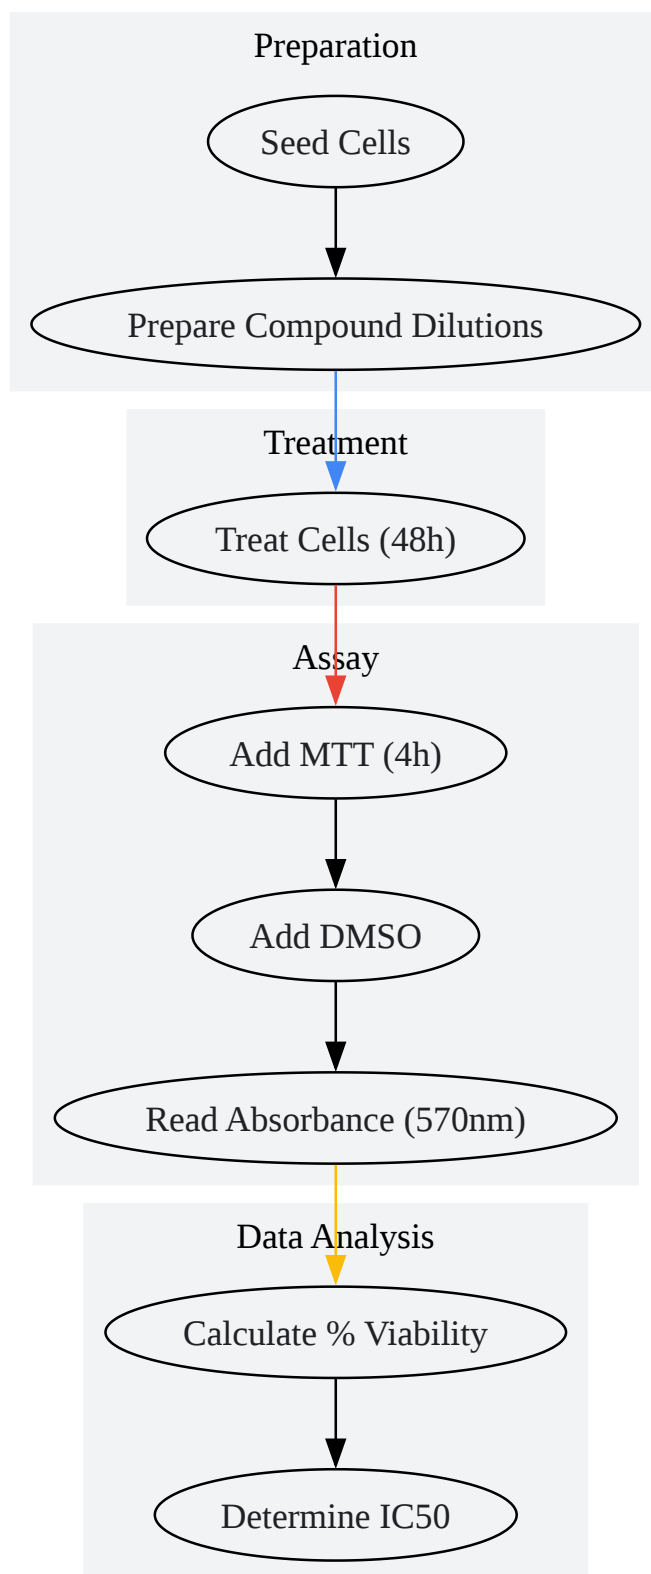 Preparation
Seed Cells
Prepare Compound Dilutions
Treatment
Treat Cells (48h)
Assay
Add MTT (4h)
Add DMSO
Read Absorbance (570nm)
Data Analysis
Calculate % Viability
Determine IC50